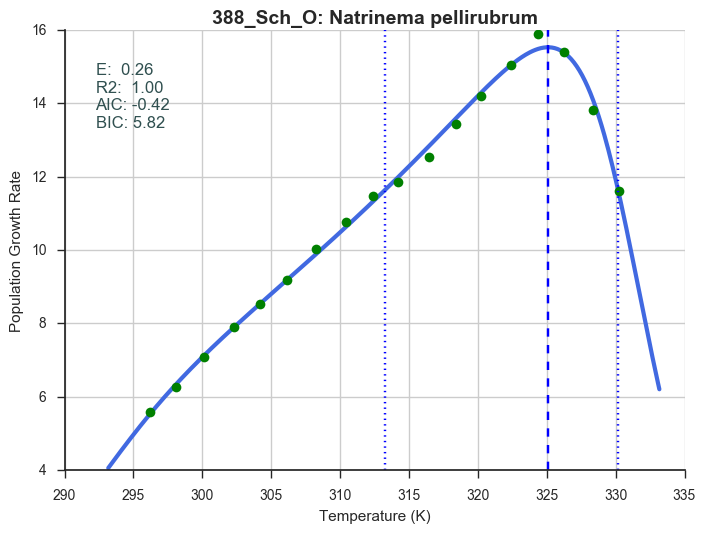 388_Sch_O: Natrinema pellirubrum
E:  0.26
R2:  1.00
AIC: -0.42
BIC: 5.82
Population Growth Rate
16
14
12
10
8
6
4
290 295 300 305 310 315 320 325 330 335
Temperature (K)